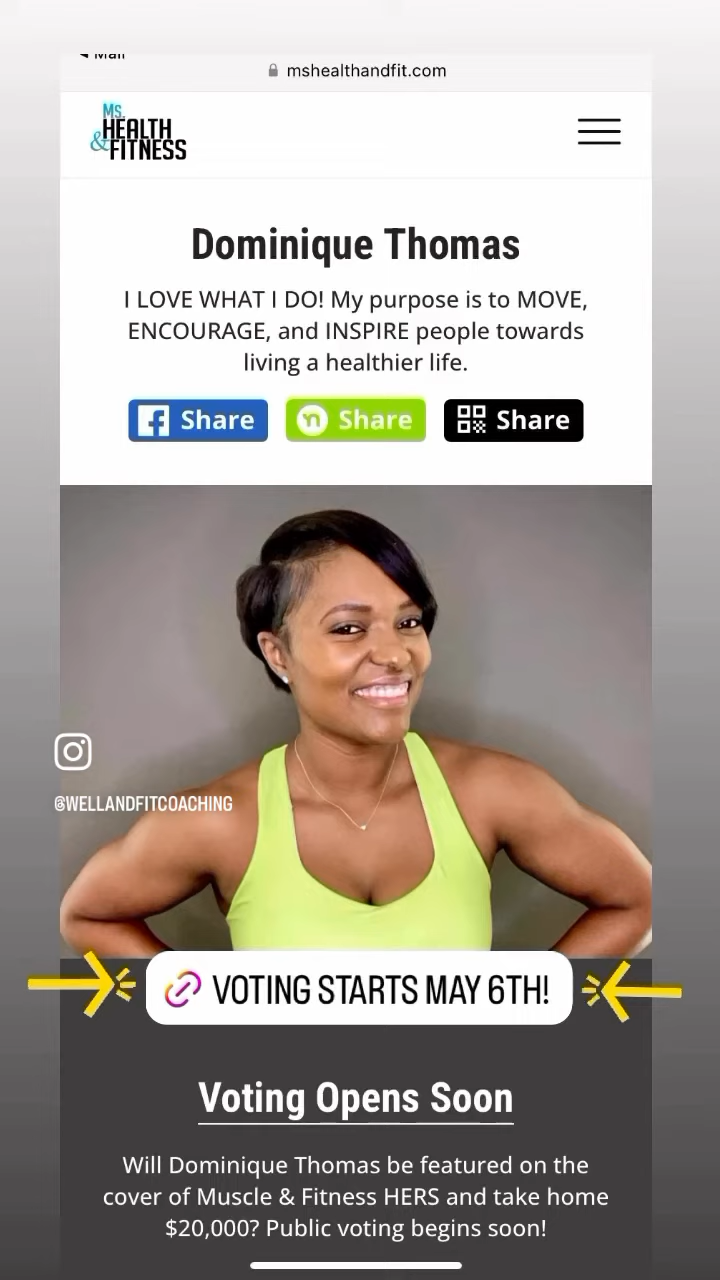 mshealthandfit.com
MS.
HEALTH
&FITNESS
Dominique Thomas
I LOVE WHAT I DO! My purpose is to MOVE,
ENCOURAGE, and INSPIRE people towards
living a healthier life.
Share
Share
Share
@WELLANDFITCOACHING
VOTING STARTS MAY 6TH!
Voting Opens Soon
Will Dominique Thomas be featured on the
cover of Muscle & Fitness HERS and take home
$20,000? Public voting begins soon!